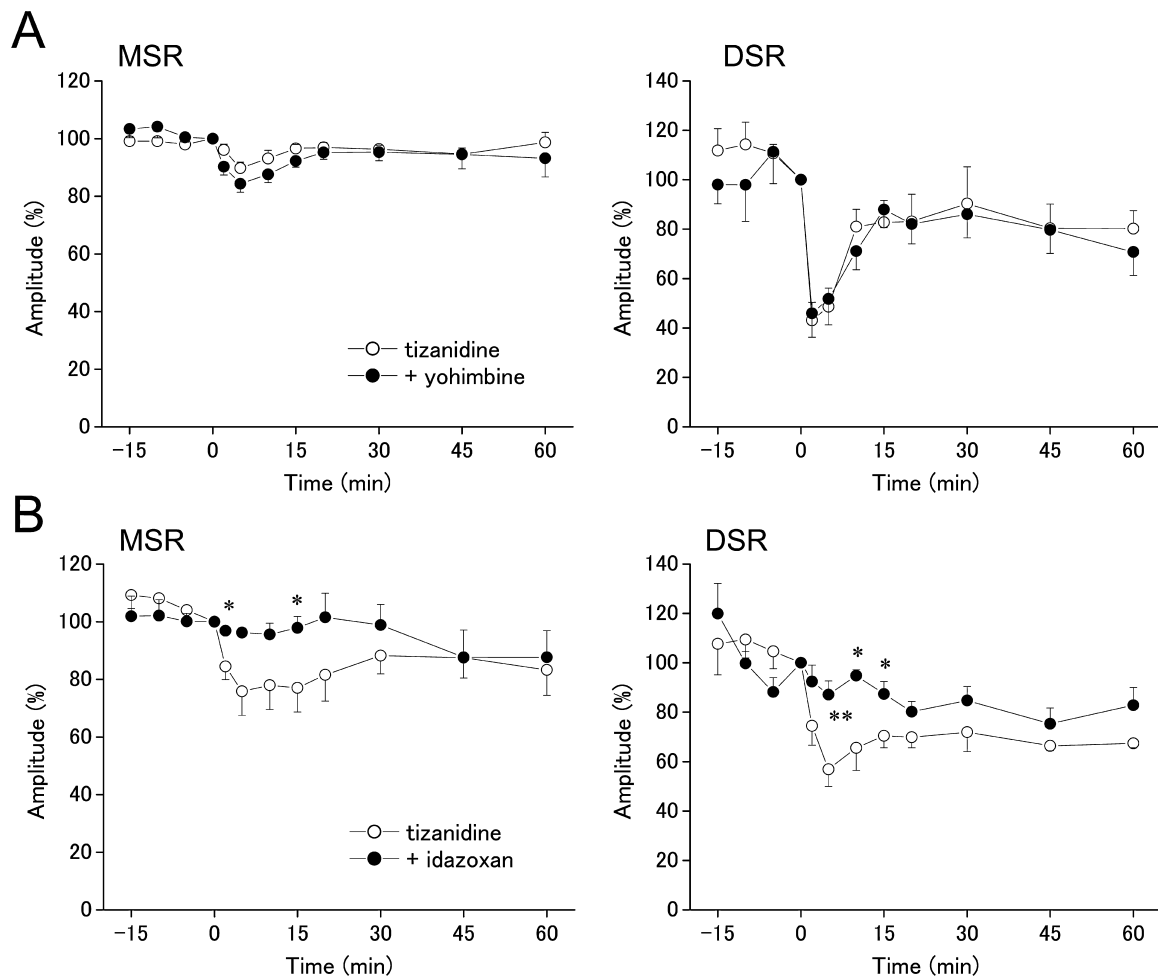 A
MSR
120
100
80
60
40
20
0
Amplitude (%)
tizanidine
+ yohimbine
-15 0 15 30 45 60
Time (min)
DSR
140
120
100
80
60
40
20
0
Amplitude (%)
-15 0 15 30 45 60
Time (min)
B
MSR
120
100
80
60
40
20
0
Amplitude (%)
* *
tizanidine
+ idazoxan
-15 0 15 30 45 60
Time (min)
DSR
140
120
100
80
60
40
20
0
Amplitude (%)
* *
**
-15 0 15 30 45 60
Time (min)